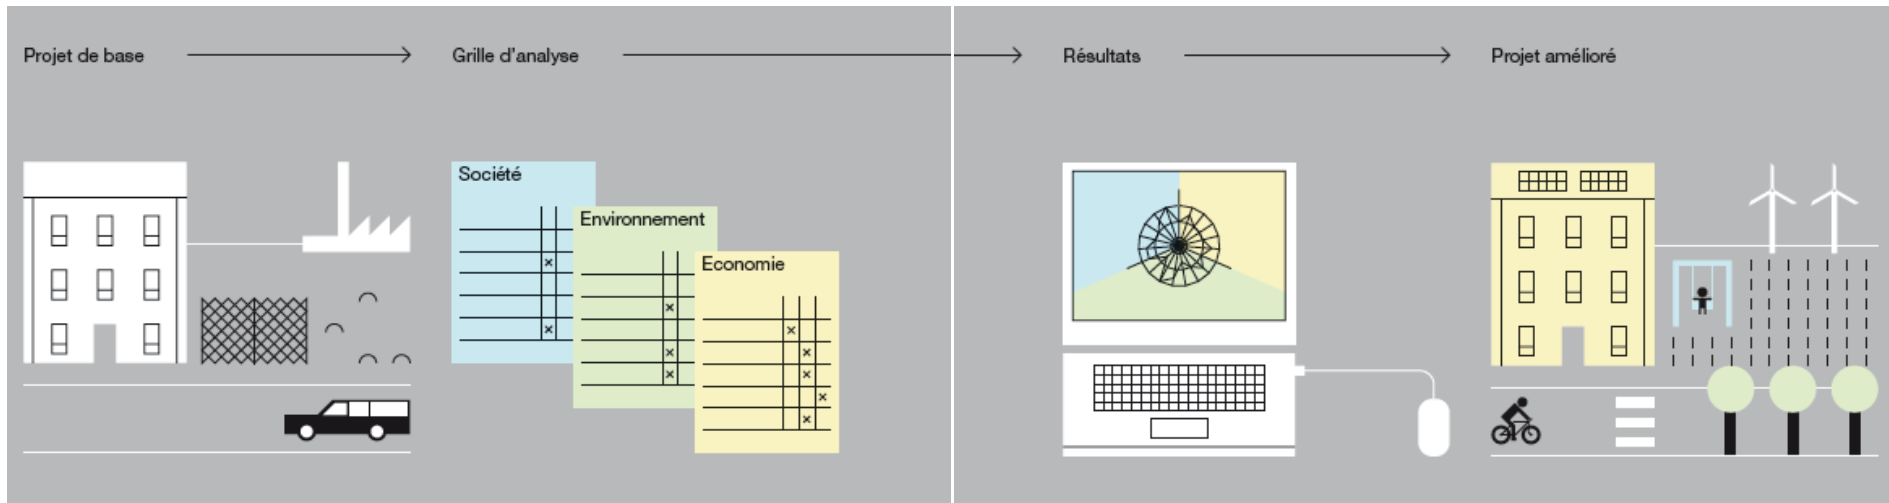 Projet de base
Grille d'analyse
Résultats
Projet amélioré
Société
Environnement
Economie